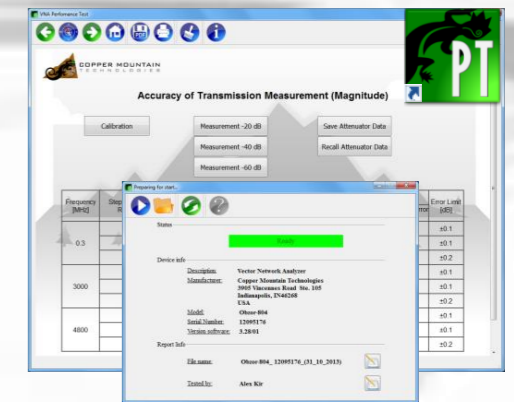 VNA Performance Test
PDF
PT
COPPER MOUNTAIN
TECHNOLOGIES
Accuracy of Transmission Measurement (Magnitude)
Calibration
Measurement -20 dB
Save Attenuator Data
Measurement -40 dB
Recall Attenuator Data
Measurement -60 dB
Frequency
[MHz]
Step
Error Limit
[dB]
0.3
3000
4800
±0.1
±0.1
±0.2
±0.1
±0.1
±0.2
±0.1
±0.1
±0.2
Preparing for start...
Status
Ready
Device info
Description: Vector Network Analyzer
Manufacturer: Copper Mountain Technologies
3905 Vincennes Road Ste. 105
Indianapolis, IN46268
USA
Model: Obzor-804
Serial Number: 12095176
Version software: 3.28/01
Report Info
File name: Obzor-804_12095176_(31_10_2013)
Tested by: Alex Kir